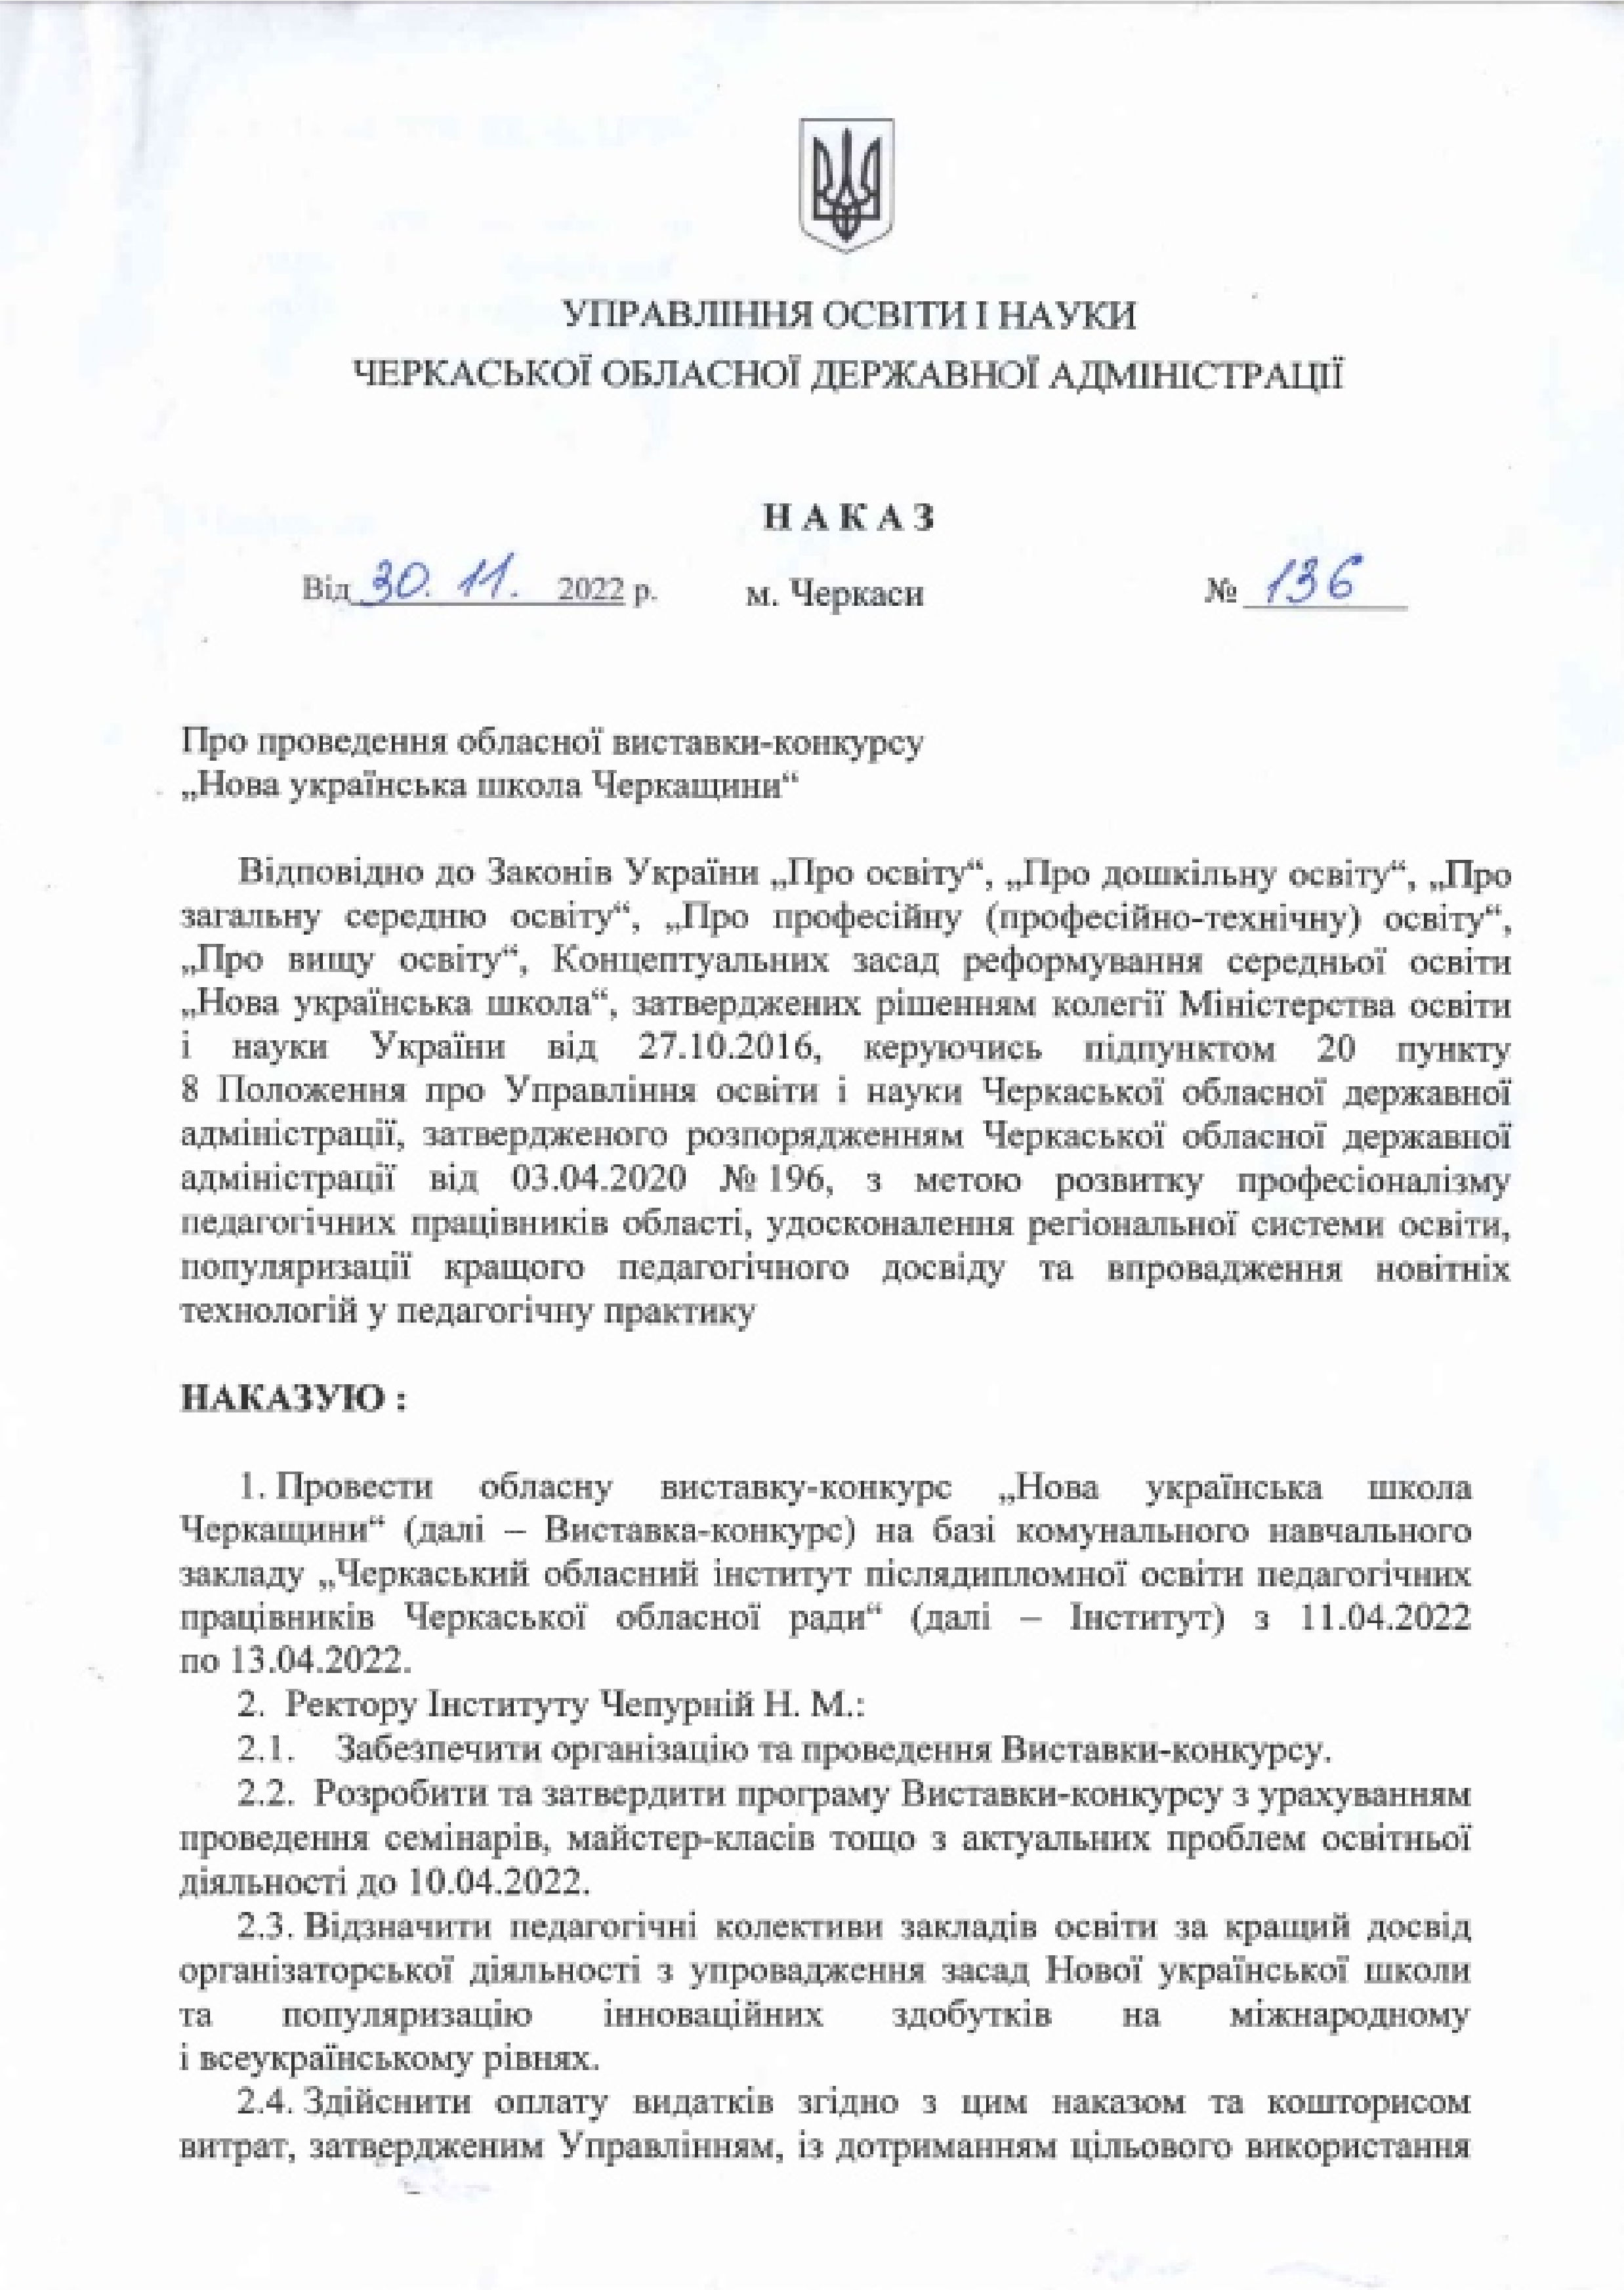 УПРАВЛІННЯ ОСВІТИ І НАУКИ
ЧЕРКАСЬКОЇ ОБЛАСНОЇ ДЕРЖАВНОЇ АДМІНІСТРАЦІЇ
Н А К А З
Від 30. 11. 2022 р. м. Черкаси № 136
Про проведення обласної виставки-конкурсу
„Нова українська школа Черкащини“
Відповідно до Законів України „Про освіту“, „Про дошкільну освіту“, „Про
загальну середню освіту“, „Про професійну (професійно-технічну) освіту“,
„Про вищу освіту“, Концептуальних засад реформування середньої освіти
„Нова українська школа“, затверджених рішенням колегії Міністерства освіти
і науки України від 27.10.2016, керуючись підпунктом 20 пункту
8 Положення про Управління освіти і науки Черкаської обласної державної
адміністрації, затвердженого розпорядженням Черкаської обласної державної
адміністрації від 03.04.2020 № 196, з метою розвитку професіоналізму
педагогічних працівників області, удосконалення регіональної системи освіти,
популяризації кращого педагогічного досвіду та впровадження новітніх
технологій у педагогічну практику
НАКАЗУЮ :
1. Провести обласну виставку-конкурс „Нова українська школа
Черкащини“ (далі – Виставка-конкурс) на базі комунального навчального
закладу „Черкаський обласний інститут післядипломної освіти педагогічних
працівників Черкаської обласної ради“ (далі – Інститут) з 11.04.2022
по 13.04.2022.
2. Ректору Інституту Чепурній Н. М.:
2.1. Забезпечити організацію та проведення Виставки-конкурсу.
2.2. Розробити та затвердити програму Виставки-конкурсу з урахуванням
проведення семінарів, майстер-класів тощо з актуальних проблем освітньої
діяльності до 10.04.2022.
2.3. Відзначити педагогічні колективи закладів освіти за кращий досвід
організаторської діяльності з упровадження засад Нової української школи
та популяризацію інноваційних здобутків на міжнародному
і всеукраїнському рівнях.
2.4. Здійснити оплату видатків згідно з цим наказом та кошторисом
витрат, затвердженим Управлінням, із дотриманням цільового використання